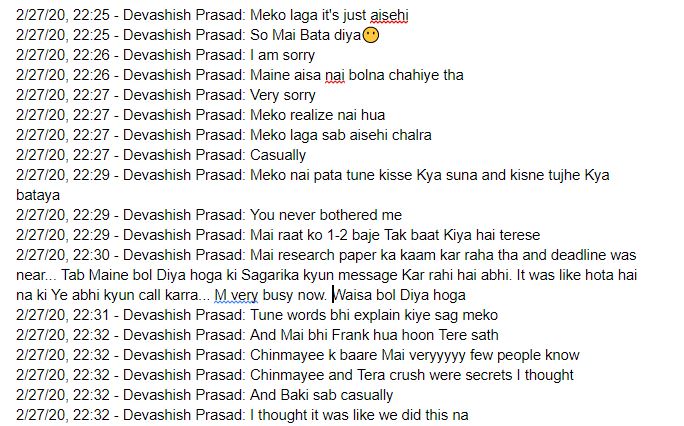 2/27/20, 22:25 - Devashish Prasad: Meko laga it's just aisehi
2/27/20, 22:25 - Devashish Prasad: So Mai Bata diya😶
2/27/20, 22:26 - Devashish Prasad: I am sorry
2/27/20, 22:26 - Devashish Prasad: Maine aisa nai bolna chahiye tha
2/27/20, 22:27 - Devashish Prasad: Very sorry
2/27/20, 22:27 - Devashish Prasad: Meko realize nai hua
2/27/20, 22:27 - Devashish Prasad: Meko laga sab aisehi chalra
2/27/20, 22:27 - Devashish Prasad: Casually
2/27/20, 22:29 - Devashish Prasad: Meko nai pata tune kisse Kya suna and kisne tujhe Kya
bataya
2/27/20, 22:29 - Devashish Prasad: You never bothered me
2/27/20, 22:29 - Devashish Prasad: Mai raat ko 1-2 baje Tak baat Kiya hai terese
2/27/20, 22:30 - Devashish Prasad: Mai research paper ka kaam kar raha tha and deadline was
near... Tab Maine bol Diya hoga ki Sagarika kyun message Kar rahi hai abhi. It was like hota hai
na ki Ye abhi kyun call karra... M very busy now. Waisa bol Diya hoga
2/27/20, 22:31 - Devashish Prasad: Tune words bhi explain kiye sag meko
2/27/20, 22:32 - Devashish Prasad: And Mai bhi Frank hua hoon Tere sath
2/27/20, 22:32 - Devashish Prasad: Chinmayee k baare Mai veryyyyy few people know
2/27/20, 22:32 - Devashish Prasad: Chinmayee and Tera crush were secrets I thought
2/27/20, 22:32 - Devashish Prasad: And Baki sab casually
2/27/20, 22:32 - Devashish Prasad: I thought it was like we did this na